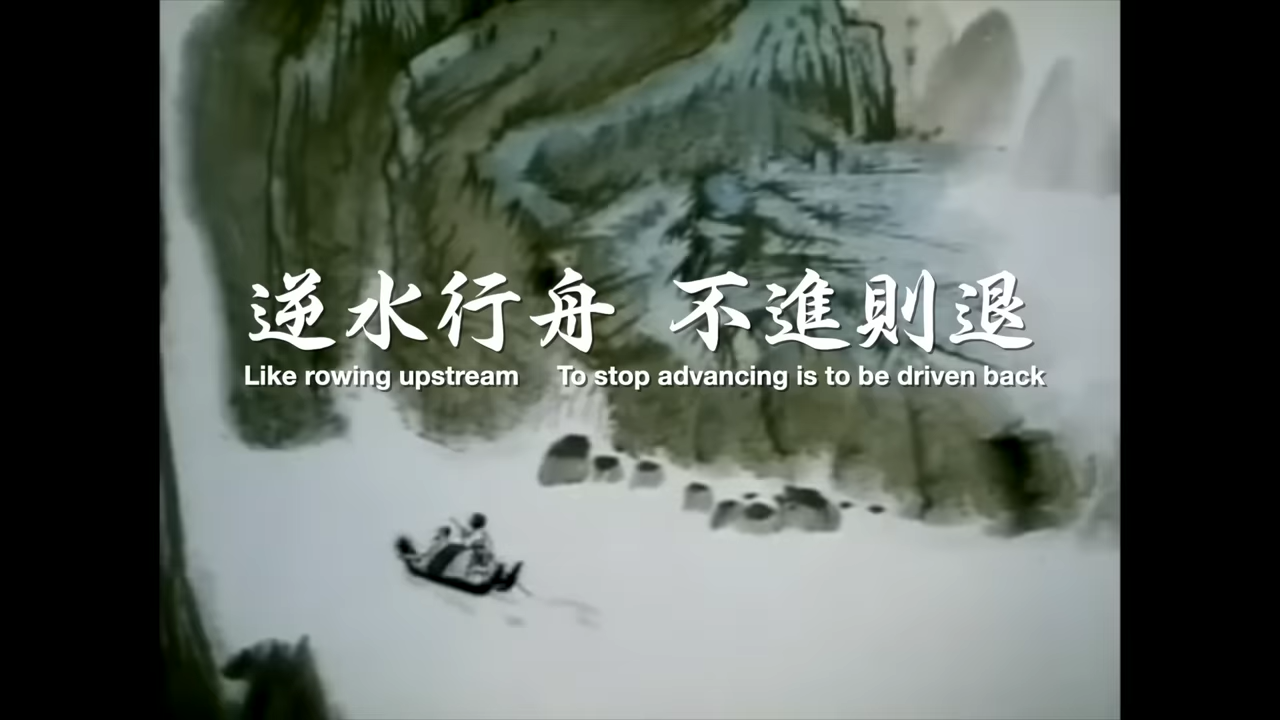 逆水行舟 不進則退
Like rowing upstream To stop advancing is to be driven back